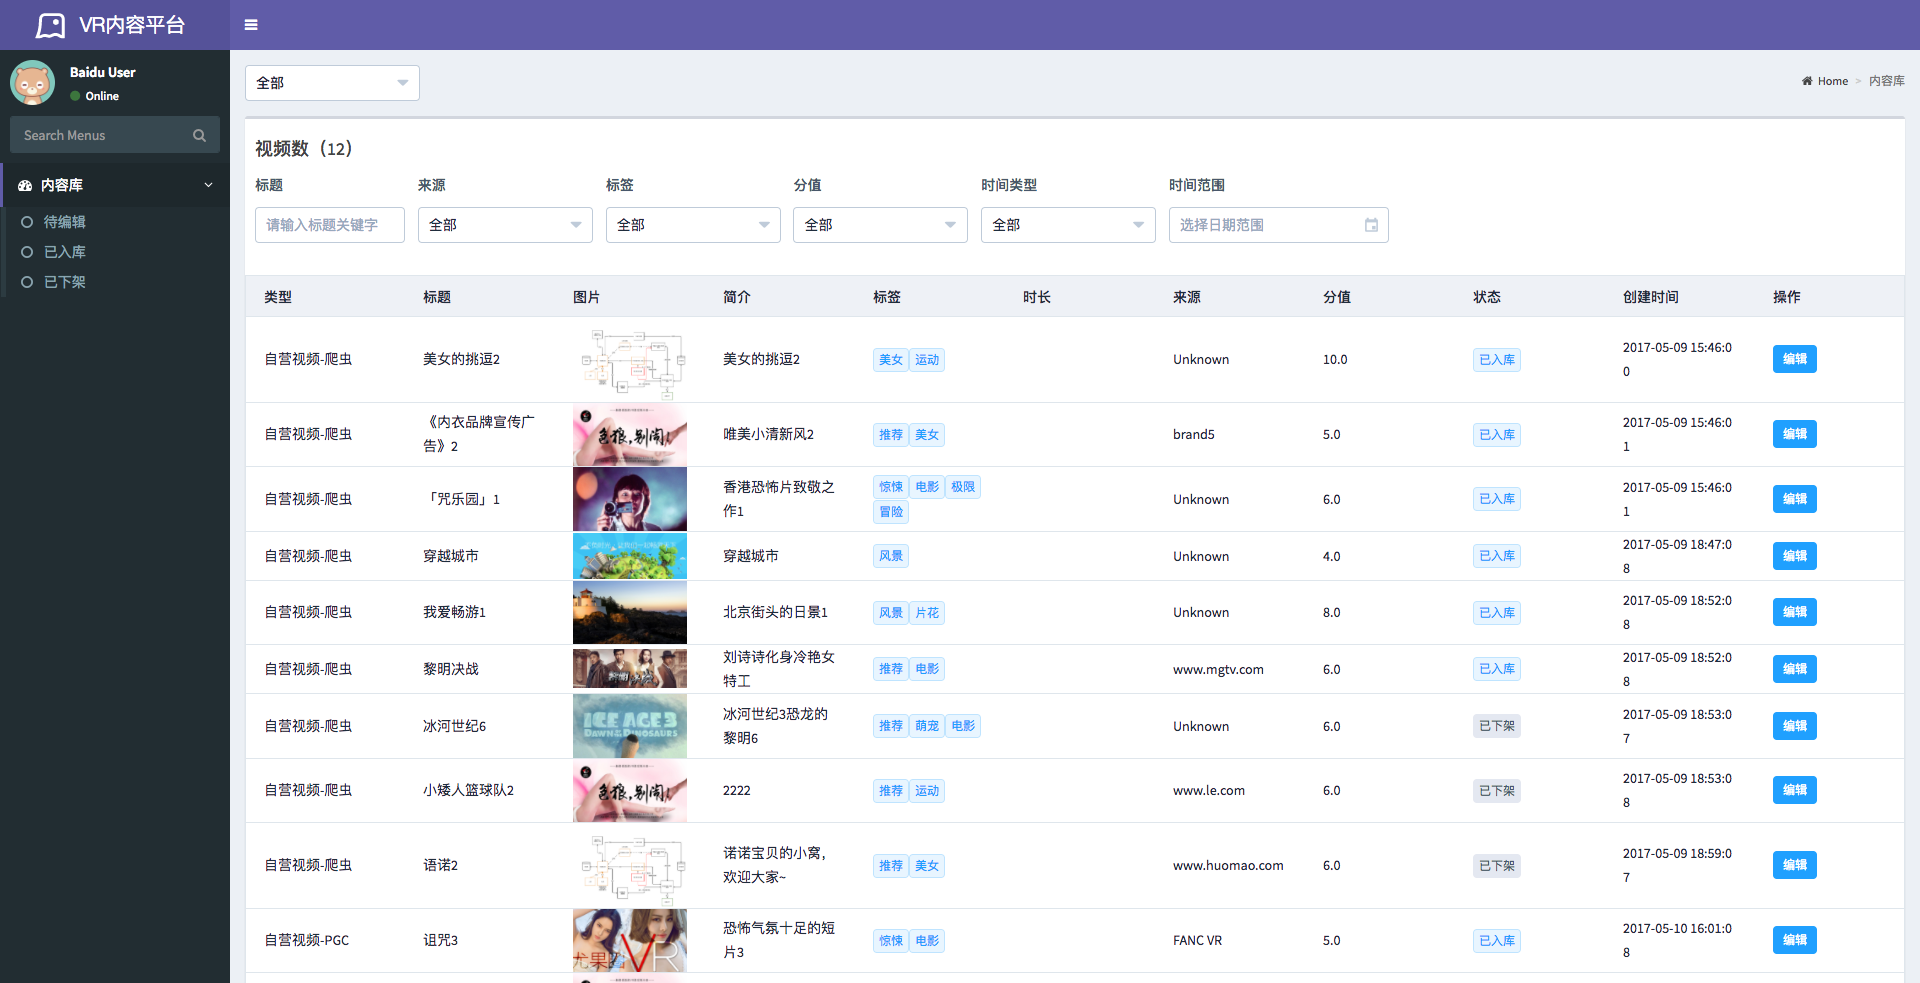 VR内容平台
Baidu User
Online
Search Menus
内容库
待编辑
已入库
已下架
全部
Home > 内容库
视频数（12）
标题 来源 标签 分值 时间类型 时间范围
请输入标题关键字 全部 全部 全部 全部 选择日期范围
类型 标题 图片 简介 标签 时长 来源 分值 状态 创建时间 操作
自营视频-爬虫 美女的挑逗2 美女的挑逗2 美女 运动 Unknown 10.0 已入库 2017-05-09 15:46:0
0 编辑
自营视频-爬虫 《内衣品牌宣传广
告》2 色狼,别闹! 唯美小清新风2 推荐 美女 brand5 5.0 已入库 2017-05-09 15:46:0
1 编辑
自营视频-爬虫 「咒乐园」1 香港恐怖片致敬之
作1 惊悚 电影 极限
冒险 Unknown 6.0 已入库 2017-05-09 15:46:0
1 编辑
自营视频-爬虫 穿越城市 穿越城市 风景 Unknown 4.0 已入库 2017-05-09 18:47:0
8 编辑
自营视频-爬虫 我爱畅游1 北京街头的日景1 风景 片花 Unknown 8.0 已入库 2017-05-09 18:52:0
8 编辑
自营视频-爬虫 黎明决战 刘诗诗化身冷艳女
特工 推荐 电影 www.mgtv.com 6.0 已入库 2017-05-09 18:52:0
8 编辑
自营视频-爬虫 冰河世纪6 ICE AGE 3
DAWN OF THE DINOSAURS 冰河世纪3恐龙的
黎明6 推荐 萌宠 电影 Unknown 6.0 已下架 2017-05-09 18:53:0
7 编辑
自营视频-爬虫 小矮人篮球队2 色狼,别闹! 2222 推荐 运动 www.le.com 6.0 已下架 2017-05-09 18:53:0
8 编辑
自营视频-爬虫 语诺2 诺诺宝贝的小窝，
欢迎大家~ 推荐 美女 www.huomao.com 6.0 已下架 2017-05-09 18:59:0
7 编辑
自营视频-PGC 诅咒3 尤果圈 VR 恐怖气氛十足的短
片3 惊悚 电影 FANC VR 5.0 已入库 2017-05-10 16:01:0
8 编辑